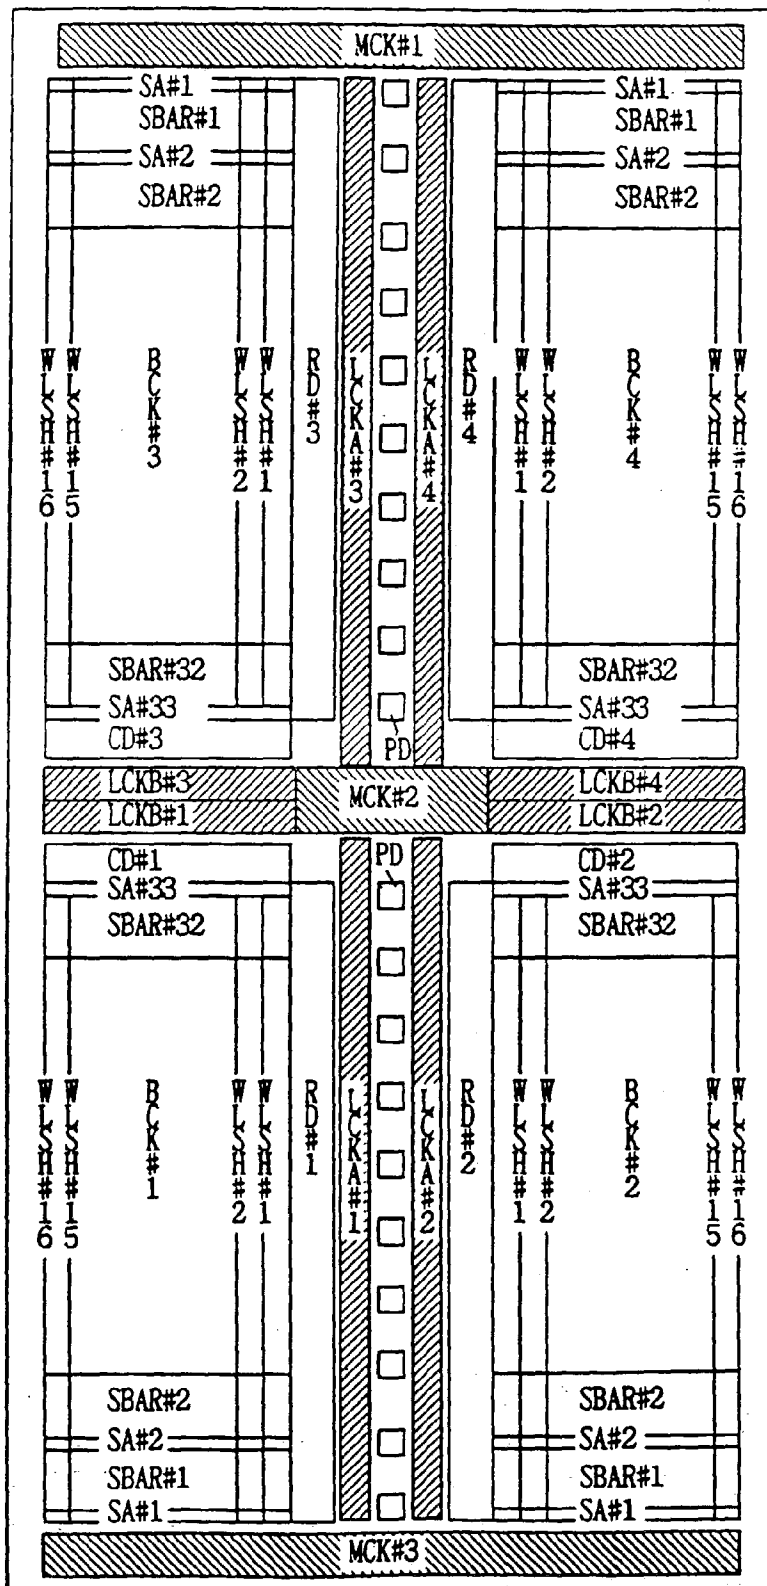 MCK#1
SA#1
SBAR#1
SA#2
SBAR#2
SA#1
SBAR#1
SA#2
SBAR#2
WLSH#16
WLSH#15
BCK#3
WLSH#2
WLSH#1
RD#3
LCKA#3
LCKA#4
RD#4
WLSH#1
WLSH#2
BCK#4
WLSH#15
WLSH#16
SBAR#32
SA#33
CD#3
PD
SBAR#32
SA#33
CD#4
LCKB#3
LCKB#1
MCK#2
LCKB#4
LCKB#2
CD#1
SA#33
SBAR#32
PD
CD#2
SA#33
SBAR#32
WLSH#16
WLSH#15
BCK#1
WLSH#2
WLSH#1
RD#1
LCKA#1
LCKA#2
RD#2
WLSH#1
WLSH#2
BCK#2
WLSH#15
WLSH#16
SBAR#2
SA#2
SBAR#1
SA#1
SBAR#2
SA#2
SBAR#1
SA#1
MCK#3